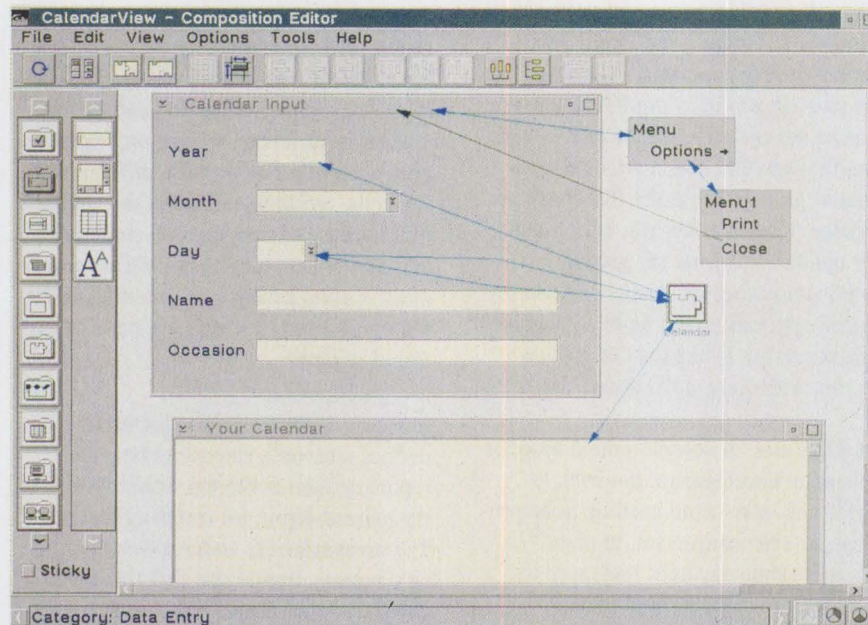 CalendarView - Composition Editor
File Edit View Options Tools Help
Calendar Input
Year
Month
Day
Name
Occasion
Menu
Options
Menu1
Print
Close
Calendar
Your Calendar
A A
Sticky
Category: Data Entry